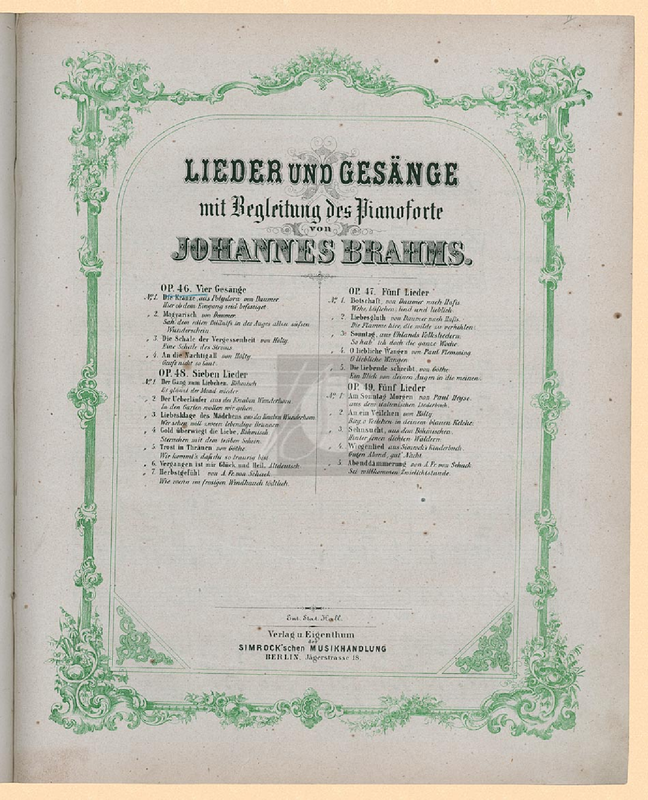 LIEDER UND GESÄNGE
mit Begleitung des Pianoforte
von
JOHANNES BRAHMS.
OP. 46. Vier Gesänge
No. 1. Die Kränze, aus Polydora von Daumer
Hier ob dem Eingang seid befestiget
2. Magyarisch von Daumer.
Sah dem edlen Bildniss in des Auges allzu süssen
Wunderschein
3. Die Schale der Vergessenheit von Hölty
Eine Schale des Stroms
4. An die Nachtigall von Hölty
Geuss nicht so laut
OP. 48. Sieben Lieder
No. 1. Der Gang zum Liebchen. Böhmisch
Es glänzt der Mond nieder
2. Der Ueberläufer aus des Knaben Wunderhorn
In den Garten wollen wir gehen
3. Liebesklage des Mädchens aus des Knaben Wunderhorn
Wer sehen will zween lebendige Brunnen
4. Gold überwiegt die Liebe, Böhmisch
Sternchen mit dem trüben Schein
5. Trost in Thränen von Göthe
Wie kommt's dass du so traurig bist
6. Vergangen ist mir Glück und Heil, Altdeutsch
7. Herbstgefühl von A. Fr. von Schack
Wie wenn im frostgen Windhauch tödtlich
OP. 47. Fünf Lieder
No. 1. Botschaft, von Daumer nach Hafis
Wehe, Lüftchen, lind und lieblich
2. Liebesgluth von Daumer nach Hafis.
Die Flamme hier, die wilde zu verhehlen
3. Sonntag, aus Uhlands Volksliedern
So hab' ich doch die ganze Woche
4. O liebliche Wangen von Paul Flemming
O liebliche Wangen
5. Die Liebende schreibt, von Göthe
Ein Blick von deinen Augen in die meinen
OP. 49. Fünf Lieder
No. 1. Am Sonntag Morgen von Paul Heyse.
aus dem italienischen Liederbuch.
2. An ein Veilchen von Hölty
Birg o Veilchen in deinem blauen Kelche
3. Sehnsucht, aus dem Böhmischen.
Hinter jenen dichten Wäldern
4. Wiegenlied aus Simrock's Kinderbuch.
Guten Abend, gut' Nacht.
5. Abenddämmerung von A. Fr. von Schack
Sei willkommen Zwielichtstunde.
Ent. Stat. Hall.
Verlag u. Eigenthum
der
SIMROCK'schen MUSIKHANDLUNG
BERLIN, Jägerstrasse 18.